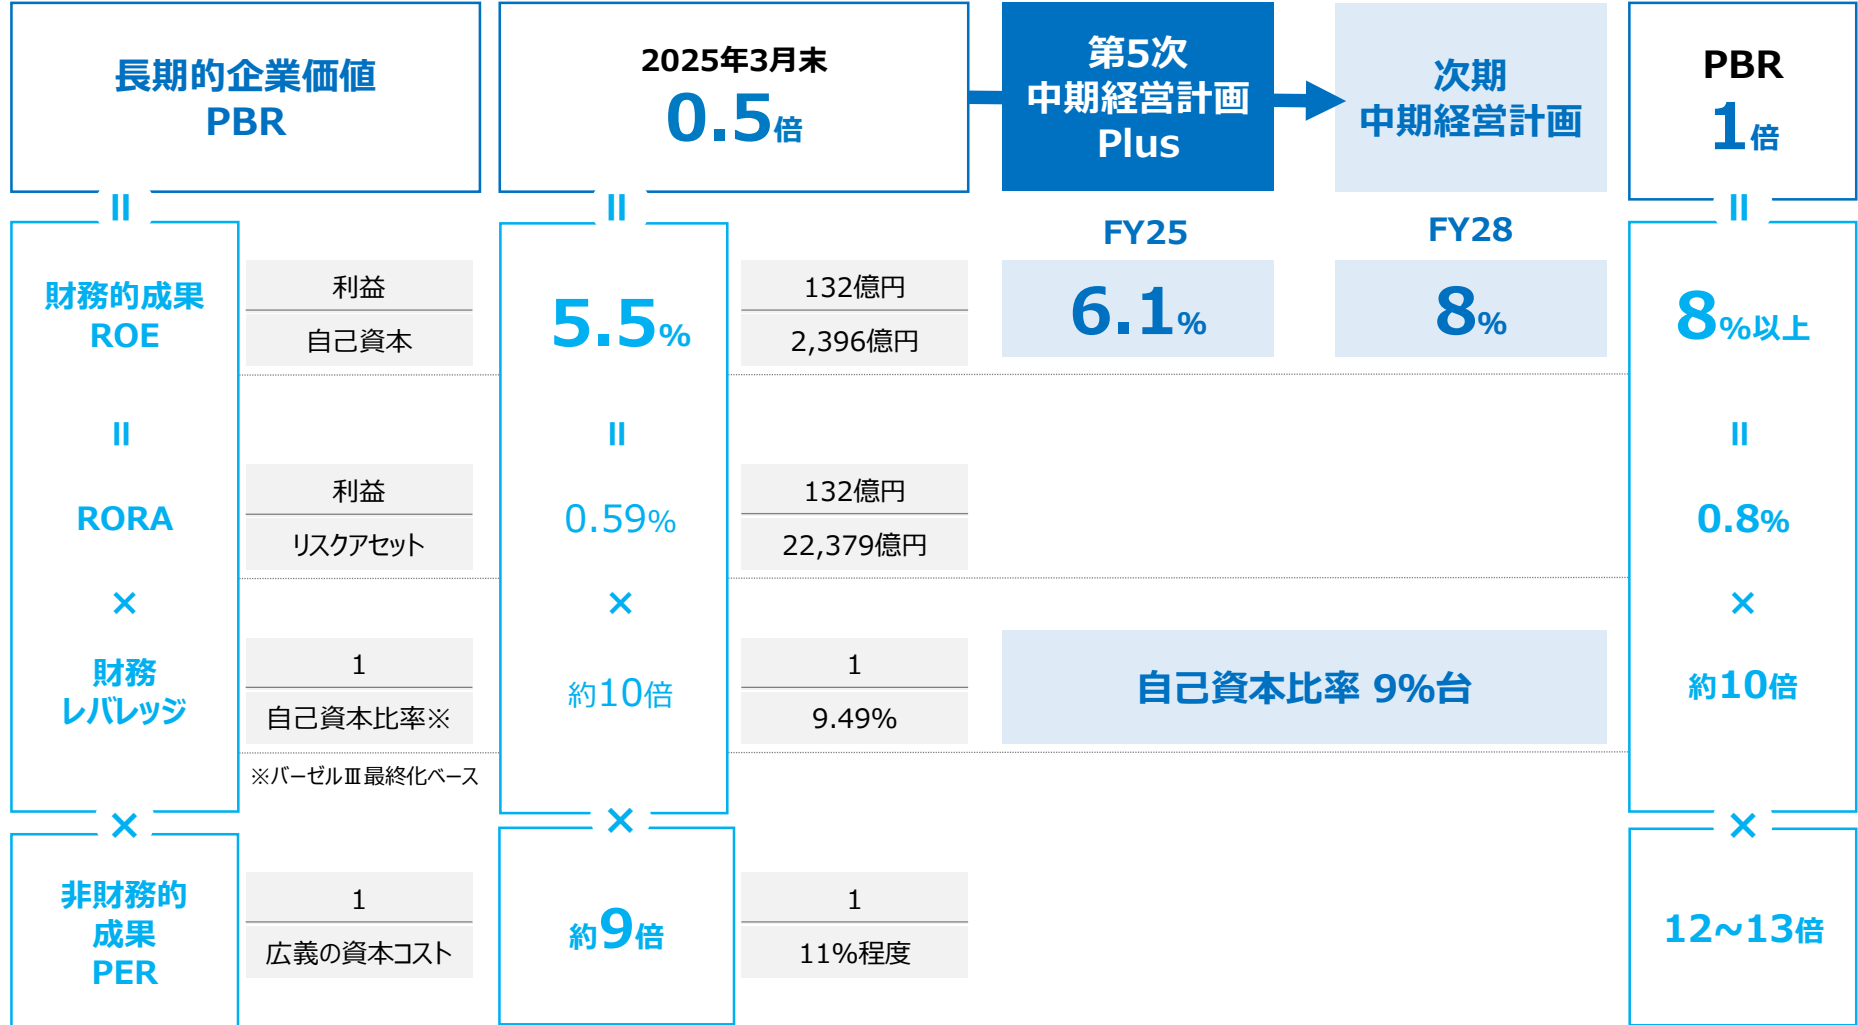 長期的企業価値
PBR
2025年3月末
0.5倍
第5次
中期経営計画
Plus
次期
中期経営計画
PBR
1倍
=
=
=
FY25
FY28
財務的成果
ROE
利益
自己資本
5.5%
132億円
2,396億円
6.1%
8%
8%以上
=
=
=
RORA
利益
リスクアセット
0.59%
132億円
22,379億円
0.8%
×
×
×
財務
レバレッジ
1
自己資本比率※
約10倍
1
9.49%
自己資本比率 9%台
約10倍
※バーゼルⅢ最終化ベース
×
×
×
非財務的
成果
PER
1
広義の資本コスト
約9倍
1
11%程度
12~13倍